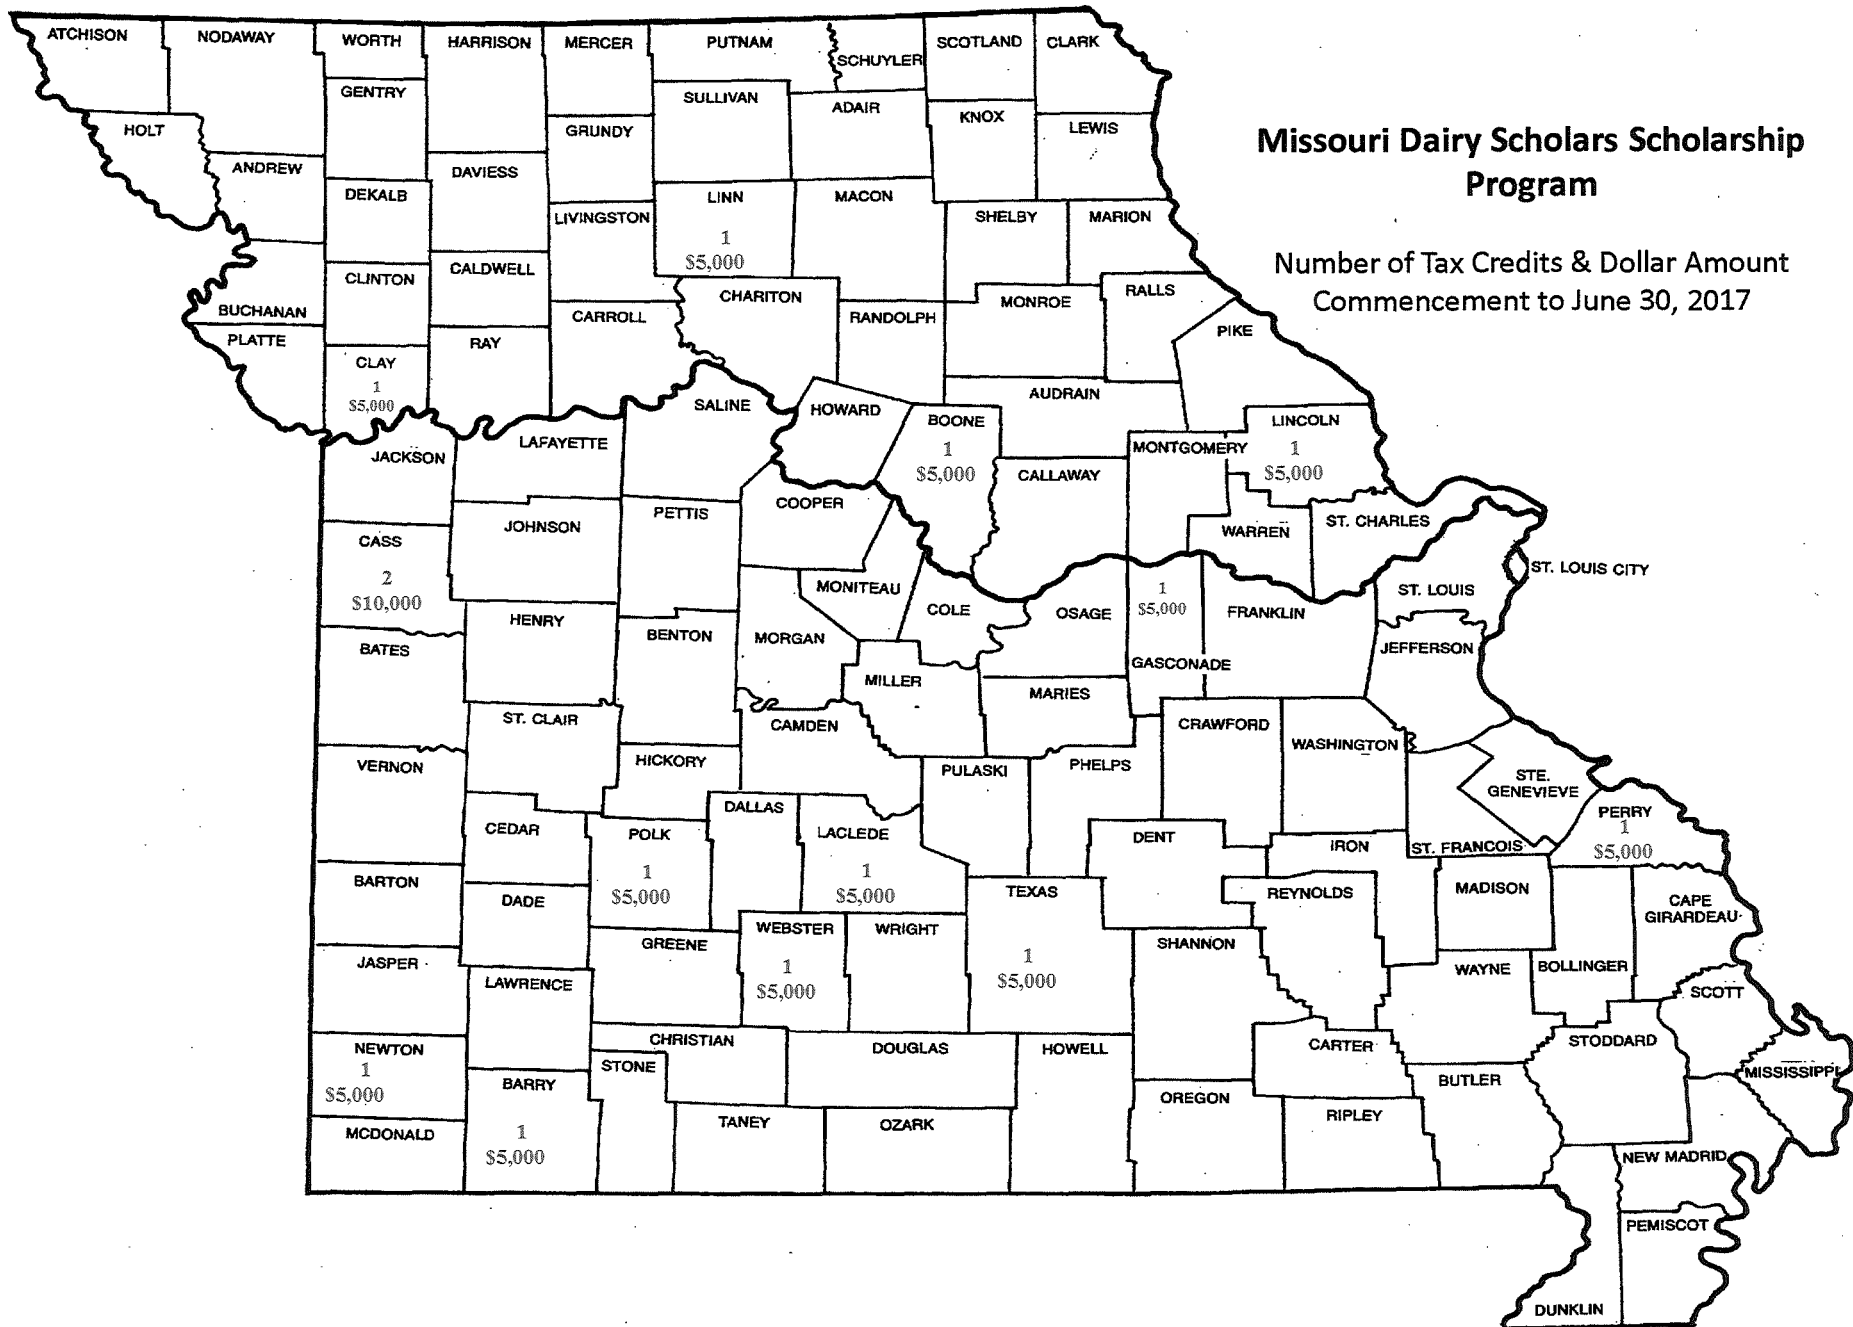 ATCHISON
NODAWAY
WORTH
HARRISON
MERCER
PUTNAM
SCHUYLER
SCOTLAND
CLARK
GENTRY
SULLIVAN
ADAIR
HOLT
GRUNDY
KNOX
LEWIS
Missouri Dairy Scholars Scholarship
Program
ANDREW
DAVIESS
DEKALB
LINN
1
$5,000
MACON
LIVINGSTON
SHELBY
MARION
Number of Tax Credits & Dollar Amount
Commencement to June 30, 2017
CLINTON
CALDWELL
CHARITON
MONROE
RALLS
BUCHANAN
CARROLL
RANDOLPH
PIKE
PLATTE
RAY
CLAY
1
$5,000
SALINE
HOWARD
AUDRAIN
BOONE
1
$5,000
LINCOLN
1
$5,000
JACKSON
LAFAYETTE
MONTGOMERY
CALLAWAY
COOPER
PETTIS
JOHNSON
WARREN
ST. CHARLES
CASS
2
$10,000
ST. LOUIS CITY
MONITEAU
ST. LOUIS
COLE
OSAGE
1
$5,000
GASCONADE
FRANKLIN
HENRY
BENTON
MORGAN
BATES
JEFFERSON
MILLER
MARIES
ST. CLAIR
CAMDEN
CRAWFORD
WASHINGTON
VERNON
HICKORY
PULASKI
PHELPS
STE.
GENEVIEVE
DALLAS
PERRY
1
$5,000
CEDAR
POLK
1
$5,000
LACLEDE
1
$5,000
DENT
IRON
ST. FRANCOIS
BARTON
DADE
TEXAS
1
$5,000
REYNOLDS
MADISON
CAPE
GIRARDEAU
WEBSTER
1
$5,000
WRIGHT
GREENE
SHANNON
JASPER
LAWRENCE
WAYNE
BOLLINGER
SCOTT
NEWTON
1
$5,000
CHRISTIAN
STONE
DOUGLAS
HOWELL
CARTER
STODDARD
MISSISSIPPI
BARRY
1
$5,000
BUTLER
OREGON
MCDONALD
TANEY
OZARK
RIPLEY
NEW MADRID
PEMISCOT
DUNKLIN